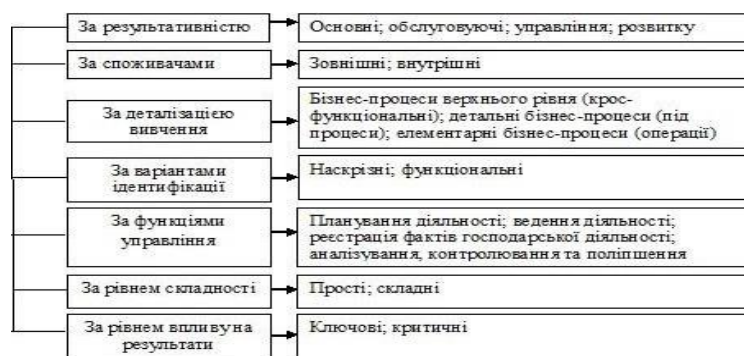 За результативністю
Основні; обслуговуючі; управління; розвитку
За споживачами
Зовнішні; внутрішні
За деталізацією
вивчення
Бізнес-процеси верхнього рівня (крос-
функціональні); детальні бізнес-процеси (під
процеси); елементарні бізнес-процеси (операції)
За варіантами
ідентифікації
Наскрізні; функціональні
За функціями
управління
Планування діяльності; ведення діяльності;
реєстрація фактів господарської діяльності;
аналізування, контролювання та поліпшення
За рівнем складності
Прості; складні
За рівнем впливу на
результати
Ключові; критичні